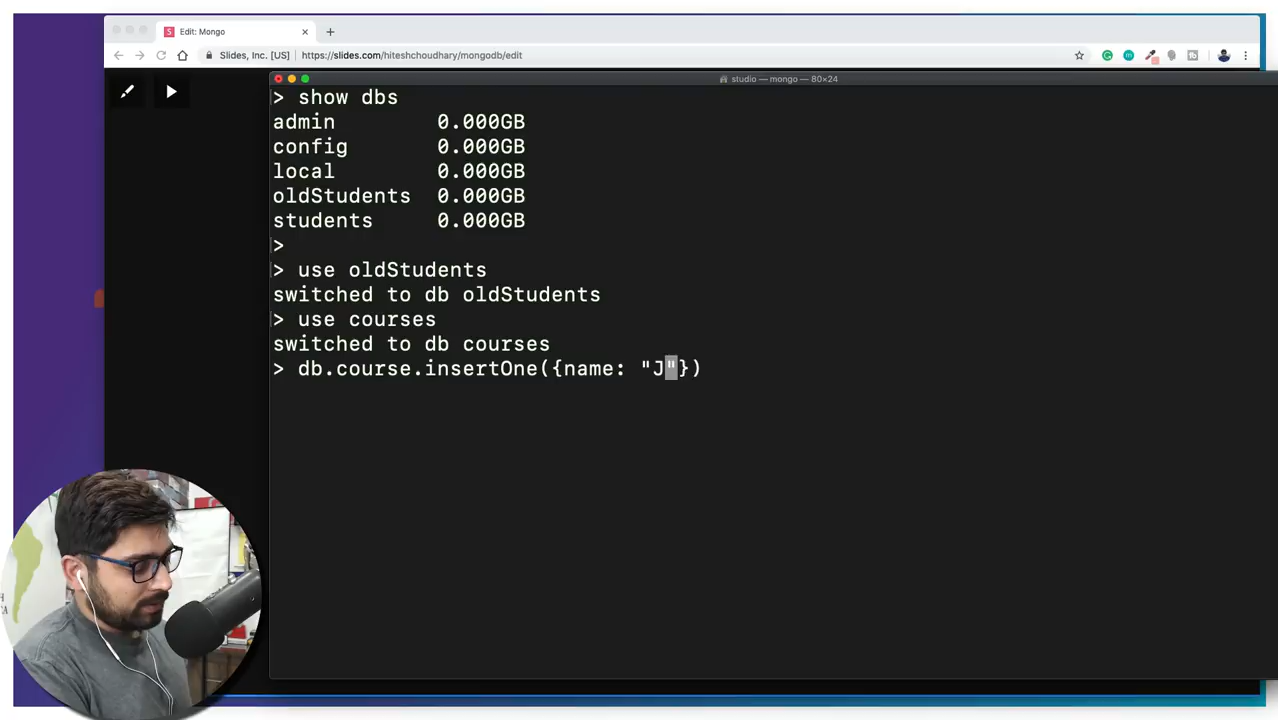 Edit: Mongo
Slides, Inc. [US] https://slides.com/hiteshchoudhary/mongodb/edit
studio — mongo — 80×24
> show dbs
admin 0.000GB
config 0.000GB
local 0.000GB
oldStudents 0.000GB
students 0.000GB
>
> use oldStudents
switched to db oldStudents
> use courses
switched to db courses
> db.course.insertOne({name: "J"})